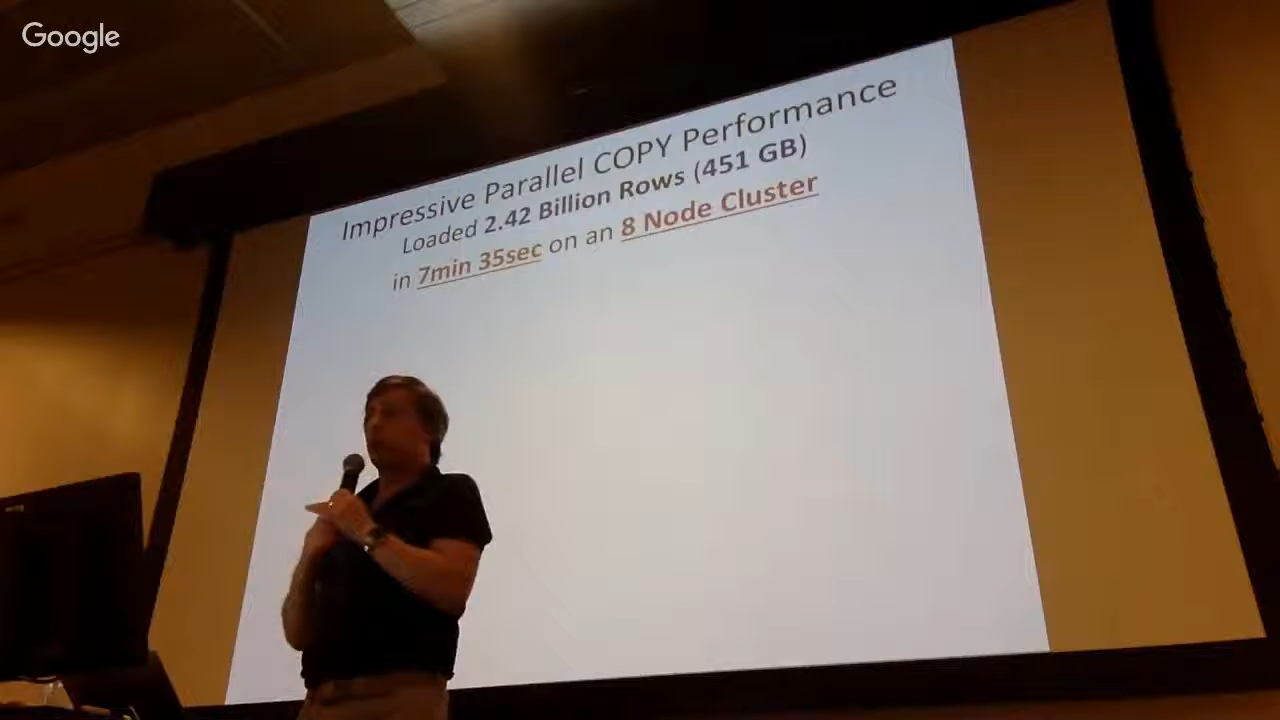 Google
Impressive Parallel COPY Performance
Loaded 2.42 Billion Rows (451 GB)
in 7min 35sec on an 8 Node Cluster